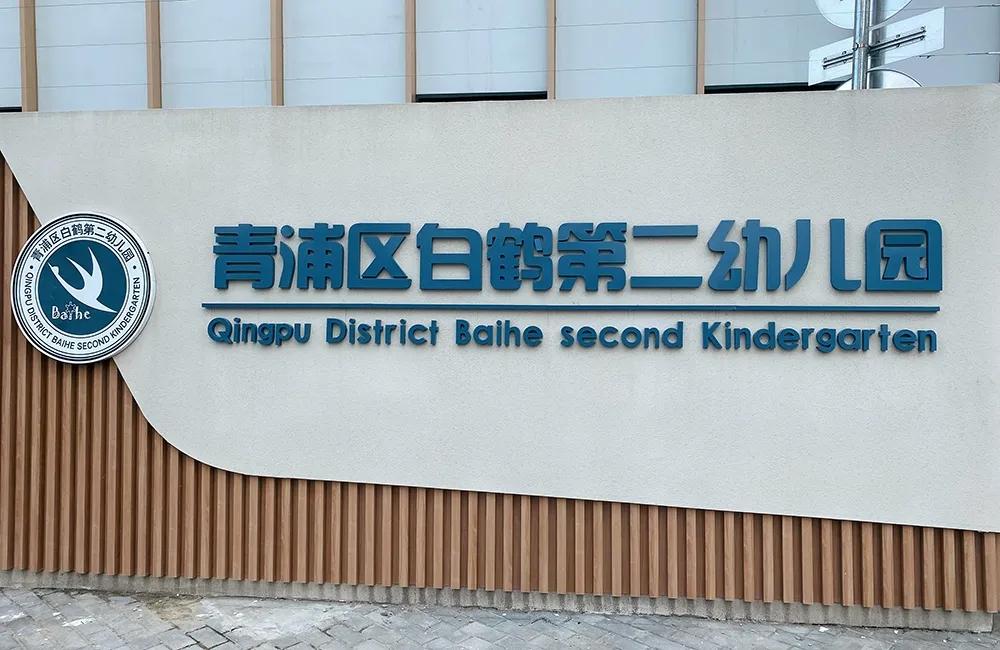 青浦区白鹤第二幼儿园
Qingpu District Baihe second Kindergarten
青浦区白鹤第二幼儿园
Baihe
QINGPU DISTRICT BAIHE SECOND KINDERGARTEN